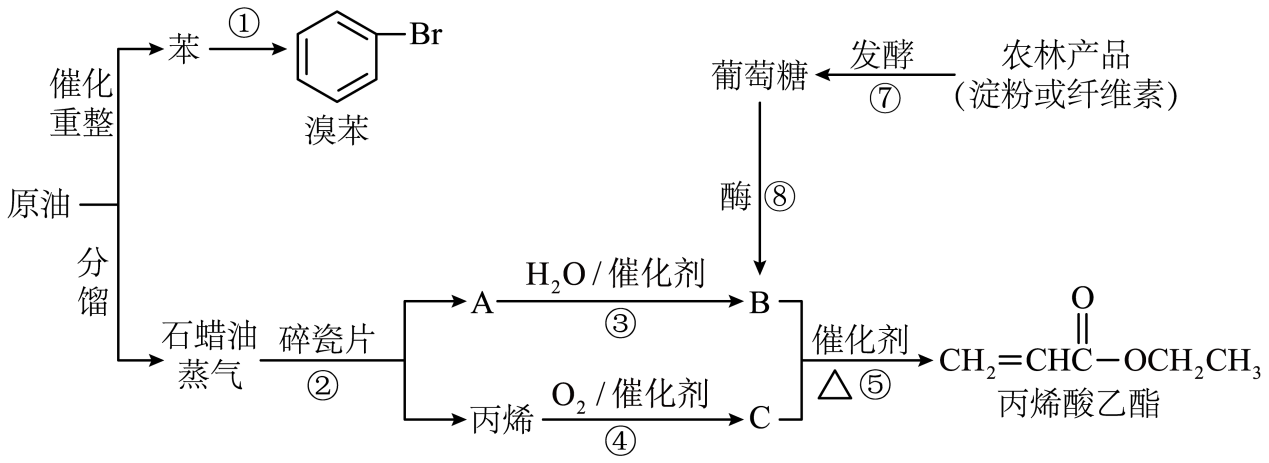 苯 ① Br
溴苯
催化
重整
原油
分
馏
石蜡油
蒸气
碎瓷片
②
A H₂O / 催化剂 ③ B
丙烯 O₂ / 催化剂 ④ C
葡萄糖 发酵 ⑦ 农林产品
(淀粉或纤维素)
酶 ⑧
催化剂
△ ⑤
O
CH₂=CHC-OCH₂CH₃
丙烯酸乙酯